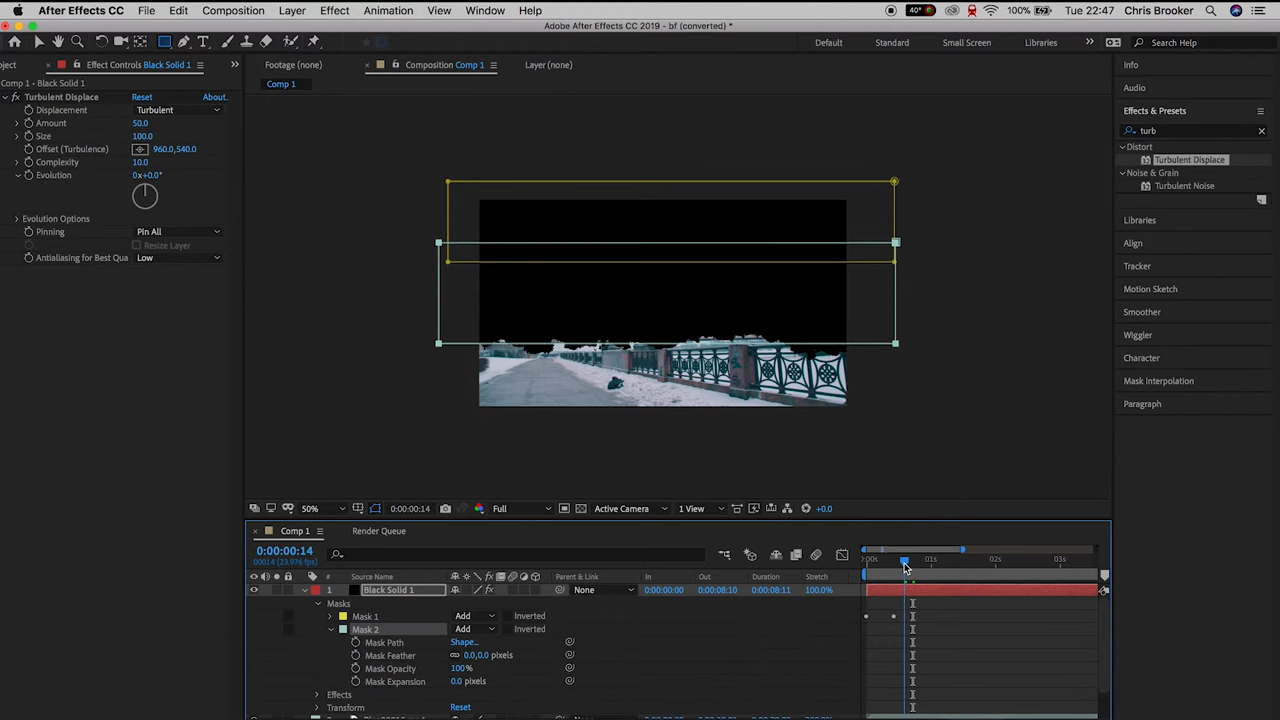 After Effects CC File Edit Composition Layer Effect Animation View Window Help 40° 100% Tue 22:47 Chris Brooker
Adobe After Effects CC 2019 - bf (converted) *
Default Standard Small Screen Libraries Search Help
oject Effect Controls Black Solid 1 Footage (none) Composition Comp 1 Layer (none) Info
Comp 1 • Black Solid 1 Comp 1 Audio
fx Turbulent Displace Reset About.
Displacement Turbulent
Amount 50.0
Size 100.0
Offset (Turbulence) 960.0,540.0
Complexity 10.0
Evolution 0x+0.0°
Evolution Options
Pinning Pin All
Resize Layer
Antialiasing for Best Qua Low
Effects & Presets
turb
Distort
Turbulent Displace
Noise & Grain
Turbulent Noise
Libraries
Align
Tracker
Motion Sketch
Smoother
Wiggler
Character
Mask Interpolation
Paragraph
50% 0:00:00:14 Full Active Camera 1 View +0.0
Comp 1 Render Queue
0:00:00:14
00014 (23.976 fps)
:00s 01s 02s 03s
# Source Name Parent & Link In Out Duration Stretch
1 Black Solid 1 None 0:00:00:00 0:00:08:10 0:00:08:11 100.0%
Masks
Mask 1 Add Inverted
Mask 2 Add Inverted
Mask Path Shape...
Mask Feather 0.0,0.0 pixels
Mask Opacity 100%
Mask Expansion 0.0 pixels
Effects
Transform Reset